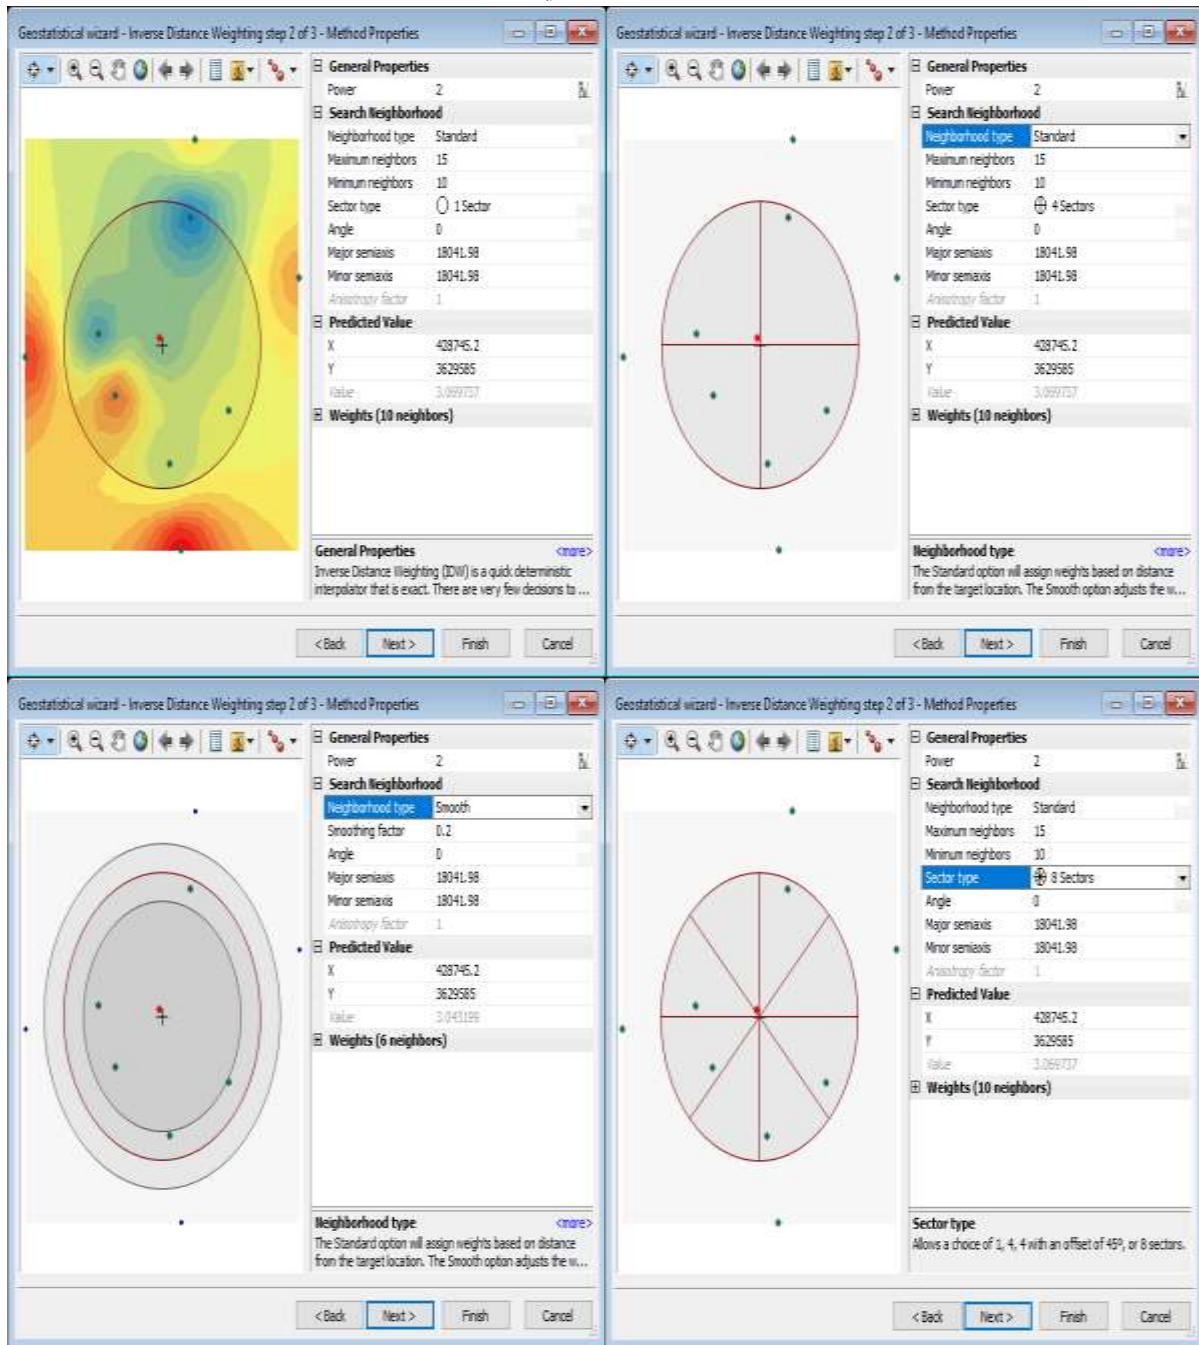 Geostatistical wizard - Inverse Distance Weighting step 2 of 3 - Method Properties
General Properties
Power 2
Search Neighborhood
Neighborhood type Standard
Maximum neighbors 15
Minimum neighbors 10
Sector type 1 Sector
Angle 0
Major semiaxis 18041.98
Minor semiaxis 18041.98
Anisotropy factor 1
Predicted Value
X 428745.2
Y 3629585
Value 3.069737
Weights (10 neighbors)
General Properties <more>
Inverse Distance Weighting (IDW) is a quick deterministic
interpolator that is exact. There are very few decisions to ...
< Back Next > Finish Cancel
Geostatistical wizard - Inverse Distance Weighting step 2 of 3 - Method Properties
General Properties
Power 2
Search Neighborhood
Neighborhood type Standard
Maximum neighbors 15
Minimum neighbors 10
Sector type 4 Sectors
Angle 0
Major semiaxis 18041.98
Minor semiaxis 18041.98
Anisotropy factor 1
Predicted Value
X 428745.2
Y 3629585
Value 3.069737
Weights (10 neighbors)
Neighborhood type <more>
The Standard option will assign weights based on distance
from the target location. The Smooth option adjusts the w...
< Back Next > Finish Cancel
Geostatistical wizard - Inverse Distance Weighting step 2 of 3 - Method Properties
General Properties
Power 2
Search Neighborhood
Neighborhood type Smooth
Smoothing factor 0.2
Angle 0
Major semiaxis 18041.98
Minor semiaxis 18041.98
Anisotropy factor 1
Predicted Value
X 428745.2
Y 3629585
Value 3.043199
Weights (6 neighbors)
Neighborhood type <more>
The Standard option will assign weights based on distance
from the target location. The Smooth option adjusts the w...
< Back Next > Finish Cancel
Geostatistical wizard - Inverse Distance Weighting step 2 of 3 - Method Properties
General Properties
Power 2
Search Neighborhood
Neighborhood type Standard
Maximum neighbors 15
Minimum neighbors 10
Sector type 8 Sectors
Angle 0
Major semiaxis 18041.98
Minor semiaxis 18041.98
Anisotropy factor 1
Predicted Value
X 428745.2
Y 3629585
Value 3.069737
Weights (10 neighbors)
Sector type
Allows a choice of 1, 4, 4 with an offset of 45º, or 8 sectors.
< Back Next > Finish Cancel